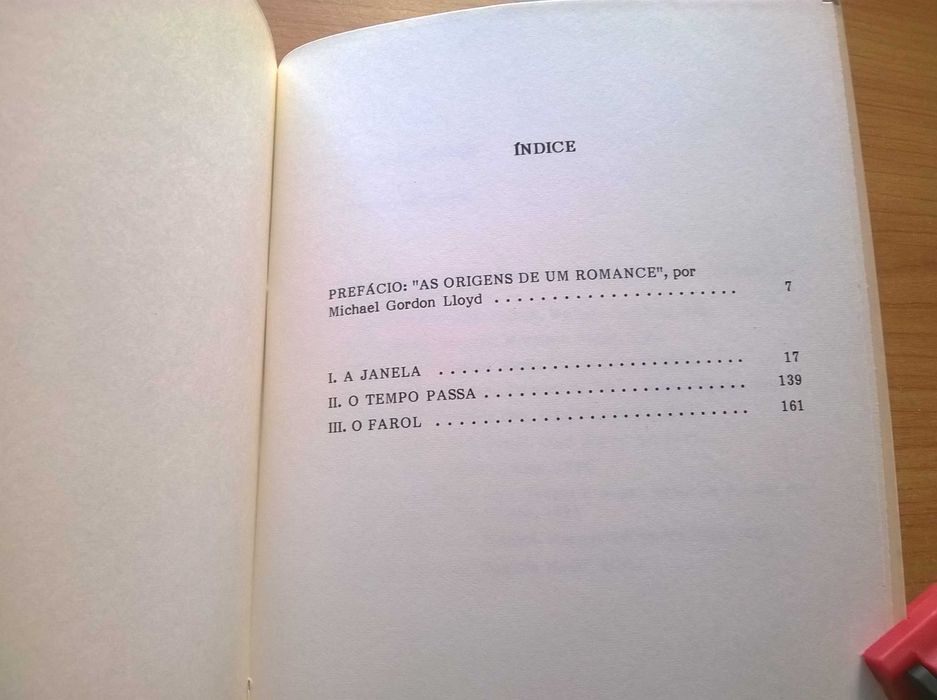 ÍNDICE
PREFÁCIO: "AS ORIGENS DE UM ROMANCE", por
Michael Gordon Lloyd . . . . . . . . . . . . . . . . . . . . . . . 7
I. A JANELA . . . . . . . . . . . . . . . . . . . . . . . . . . . 17
II. O TEMPO PASSA . . . . . . . . . . . . . . . . . . . . . . . 139
III. O FAROL . . . . . . . . . . . . . . . . . . . . . . . . . . . 161